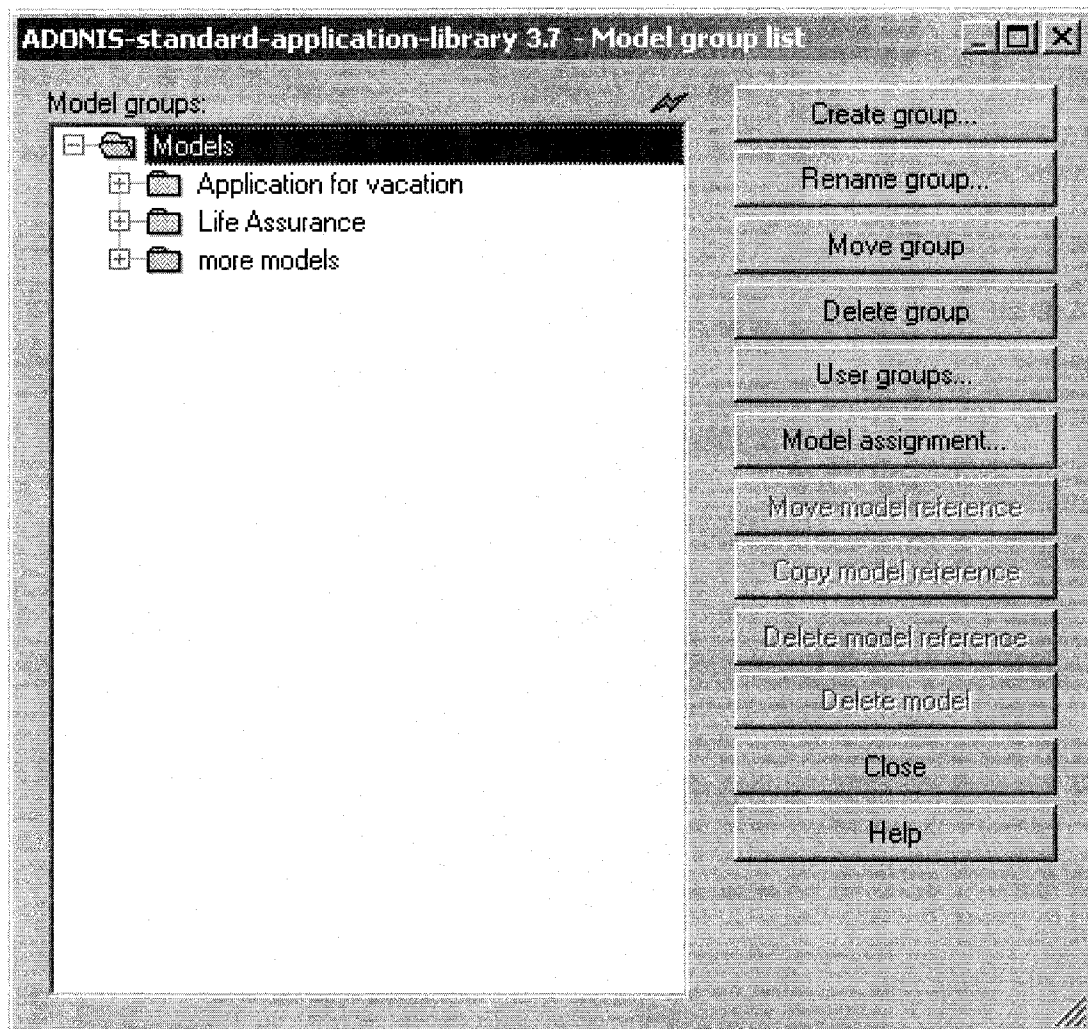 ADONIS-standard-application-library 3.7 - Model group list
Model groups:
Models
Application for vacation
Life Assurance
more models
Create group...
Rename group...
Move group
Delete group
User groups...
Model assignment...
Move model reference
Copy model reference
Delete model reference
Delete model
Close
Help